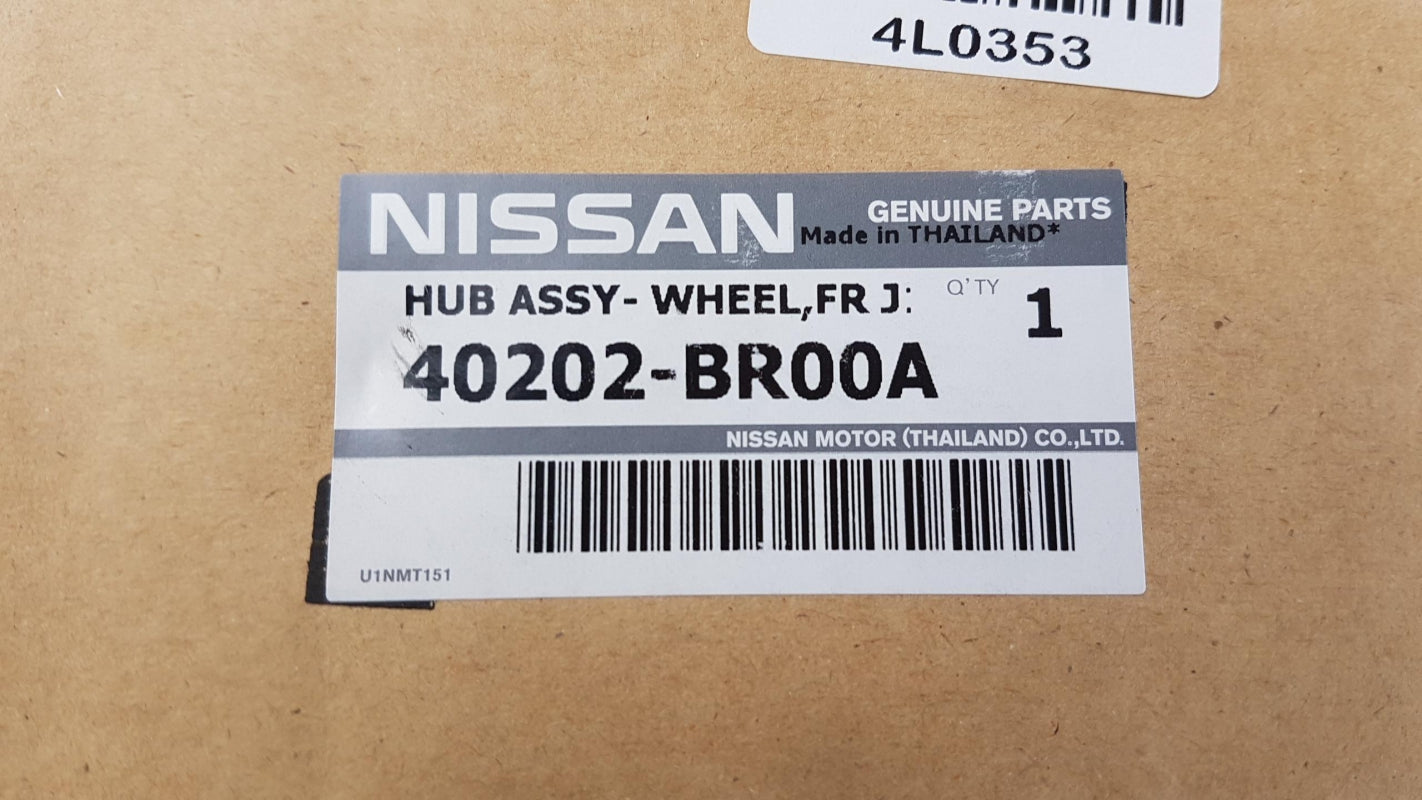 4L0353
NISSAN
GENUINE PARTS
Made in THAILAND*
HUB ASSY- WHEEL,FR J:
Q'TY 1
40202-BR00A
NISSAN MOTOR (THAILAND) CO.,LTD.
U1NMT151